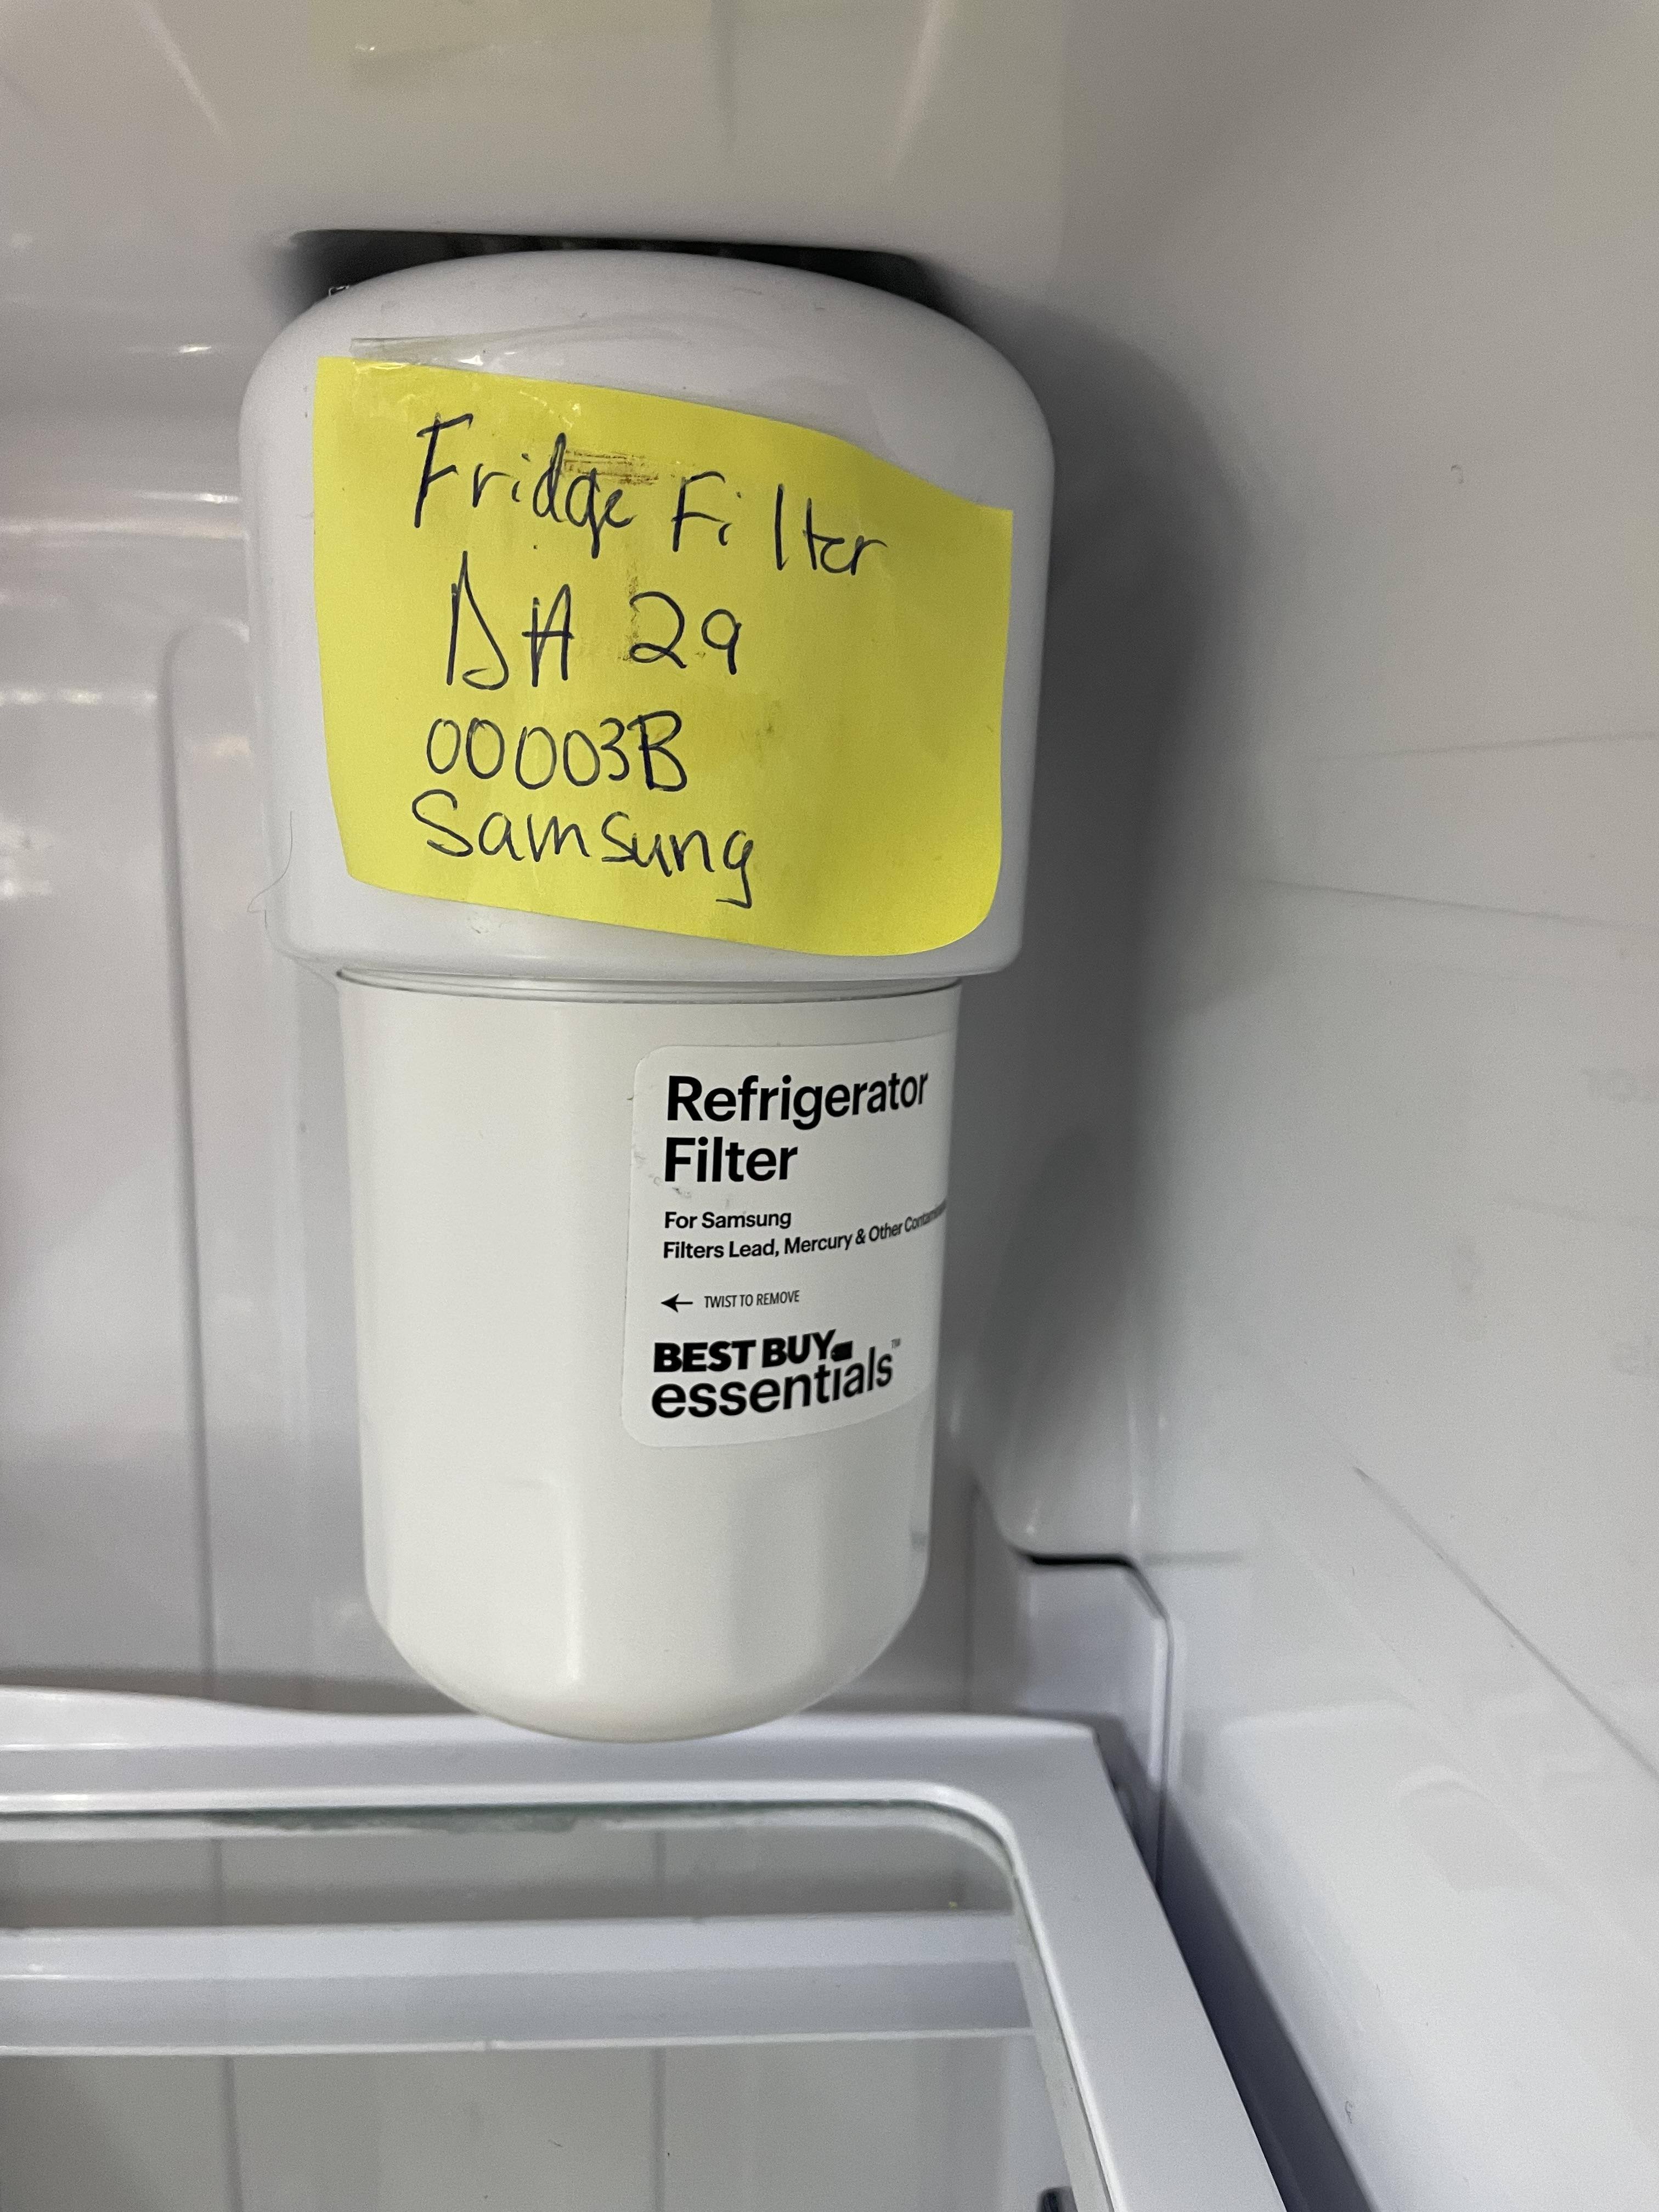 Fridge Filter
DA 29
00003B
Samsung
Refrigerator
Filter
For Samsung
Filters Lead, Mercury & Other
← TWIST TO REMOVE
BEST BUY
essentials™